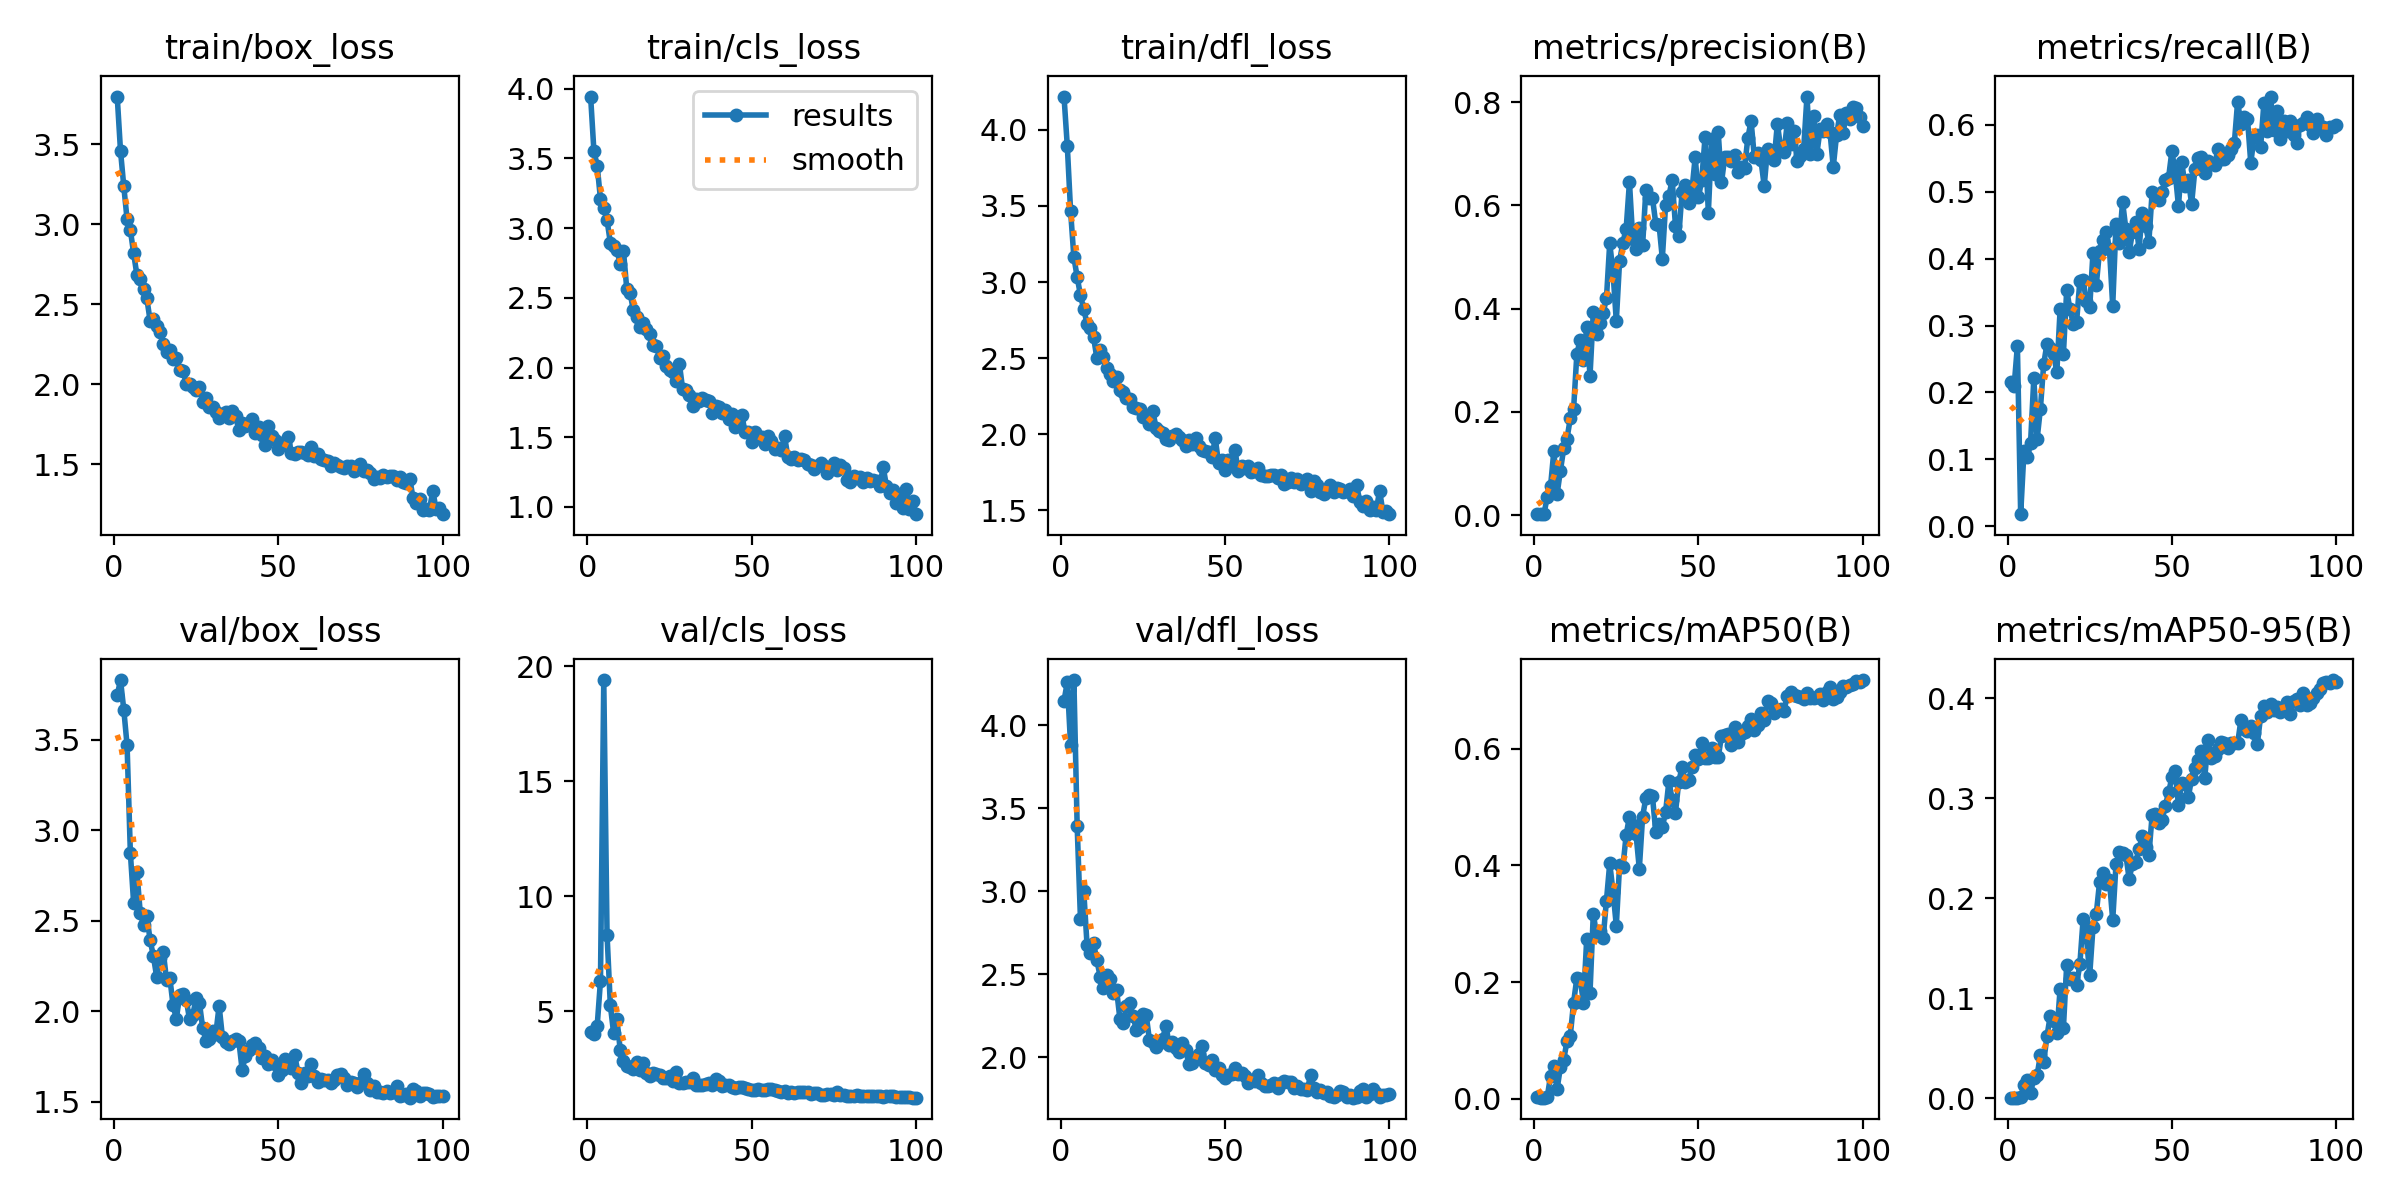 train/box_loss
3.5
3.0
2.5
2.0
1.5
0 50 100
train/cls_loss
results
smooth
4.0
3.5
3.0
2.5
2.0
1.5
1.0
0 50 100
train/dfl_loss
4.0
3.5
3.0
2.5
2.0
1.5
0 50 100
metrics/precision(B)
0.8
0.6
0.4
0.2
0.0
0 50 100
metrics/recall(B)
0.6
0.5
0.4
0.3
0.2
0.1
0.0
0 50 100
val/box_loss
3.5
3.0
2.5
2.0
1.5
0 50 100
val/cls_loss
20
15
10
5
0 50 100
val/dfl_loss
4.0
3.5
3.0
2.5
2.0
0 50 100
metrics/mAP50(B)
0.6
0.4
0.2
0.0
0 50 100
metrics/mAP50-95(B)
0.4
0.3
0.2
0.1
0.0
0 50 100